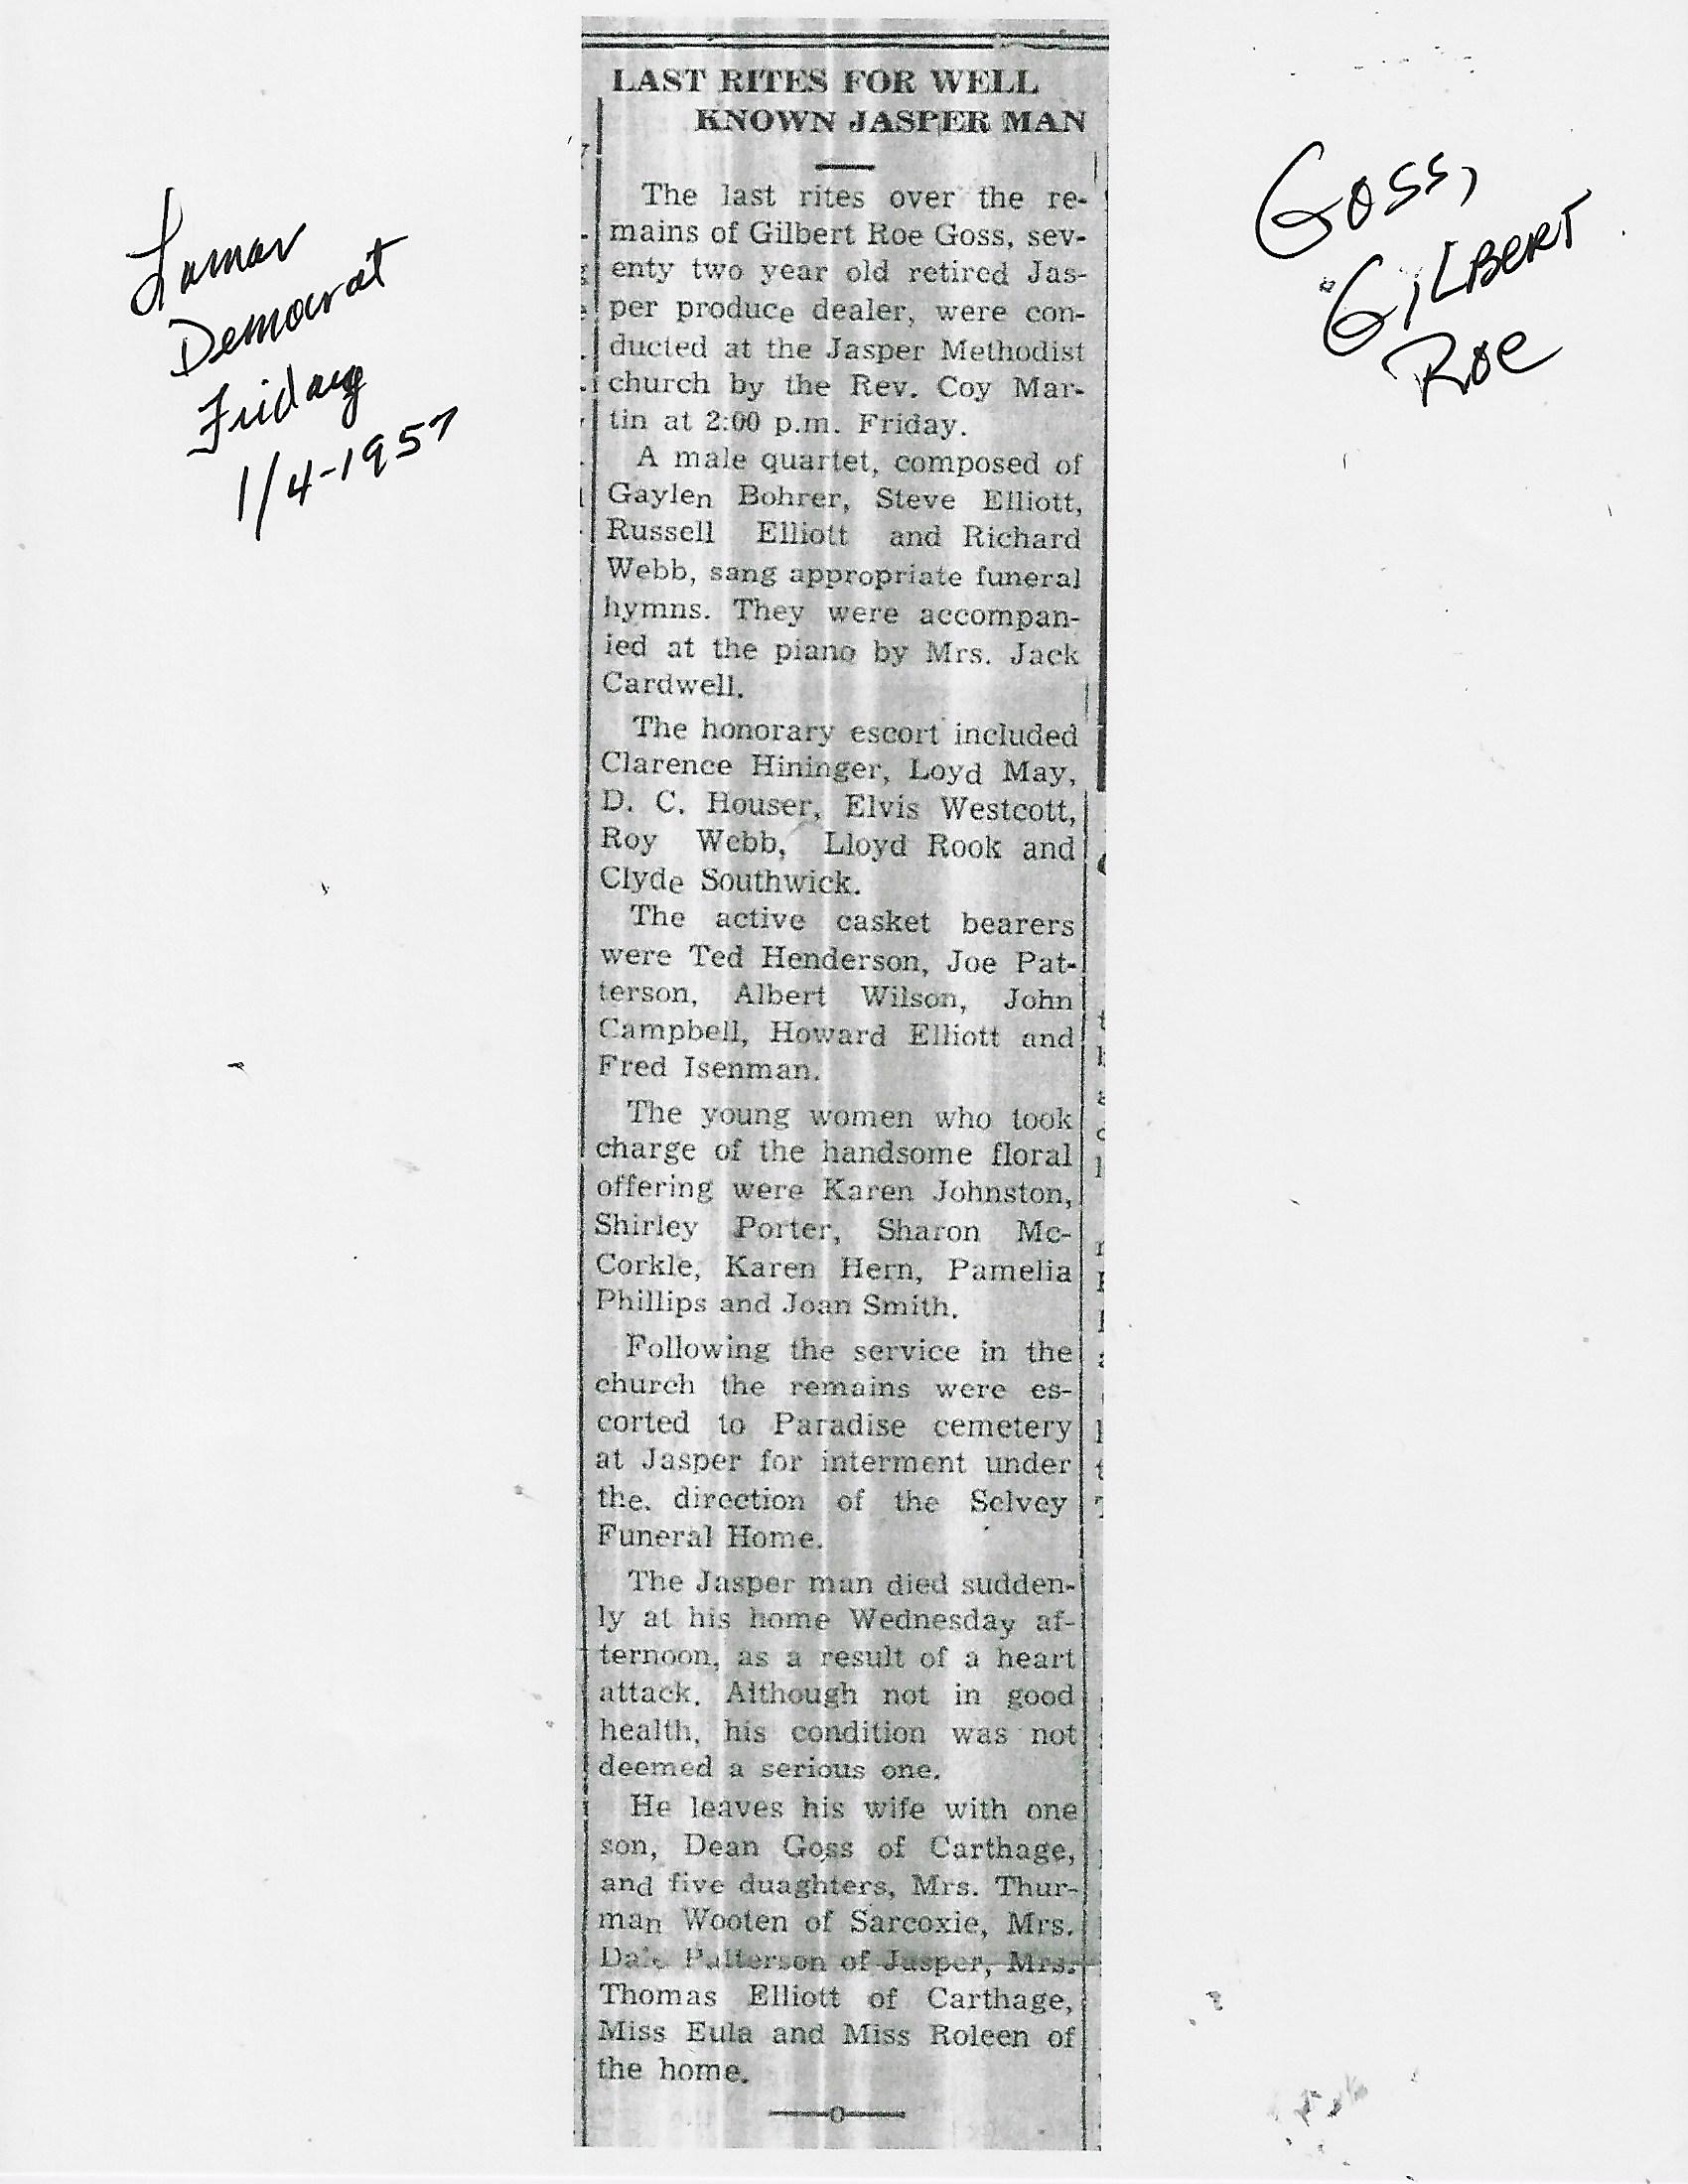 Lamar
Democrat
Friday
1/4-1957
Goss,
Gilbert
Roe
LAST RITES FOR WELL
KNOWN JASPER MAN
The last rites over the re-
mains of Gilbert Roe Goss, sev-
enty two year old retired Jas-
per produce dealer, were con-
ducted at the Jasper Methodist
church by the Rev. Coy Mar-
tin at 2:00 p.m. Friday.
A male quartet, composed of
Gaylen Bohrer, Steve Elliott,
Russell Elliott and Richard
Webb, sang appropriate funeral
hymns. They were accompan-
ied at the piano by Mrs. Jack
Cardwell.
The honorary escort included
Clarence Hininger, Loyd May,
D. C. Houser, Elvis Westcott,
Roy Webb, Lloyd Rook and
Clyde Southwick.
The active casket bearers
were Ted Henderson, Joe Pat-
terson, Albert Wilson, John
Campbell, Howard Elliott and
Fred Isenman.
The young women who took
charge of the handsome floral
offering were Karen Johnston,
Shirley Porter, Sharon Mc-
Corkle, Karen Hern, Pamelia
Phillips and Joan Smith.
Following the service in the
church the remains were es-
corted to Paradise cemetery
at Jasper for interment under
the. direction of the Selvey
Funeral Home.
The Jasper man died sudden-
ly at his home Wednesday af-
ternoon, as a result of a heart
attack. Although not in good
health, his condition was not
deemed a serious one.
He leaves his wife with one
son, Dean Goss of Carthage,
and five duaghters, Mrs. Thur-
man Wooten of Sarcoxie, Mrs.
Dale Patterson of Jasper, Mrs.
Thomas Elliott of Carthage,
Miss Eula and Miss Roleen of
the home.